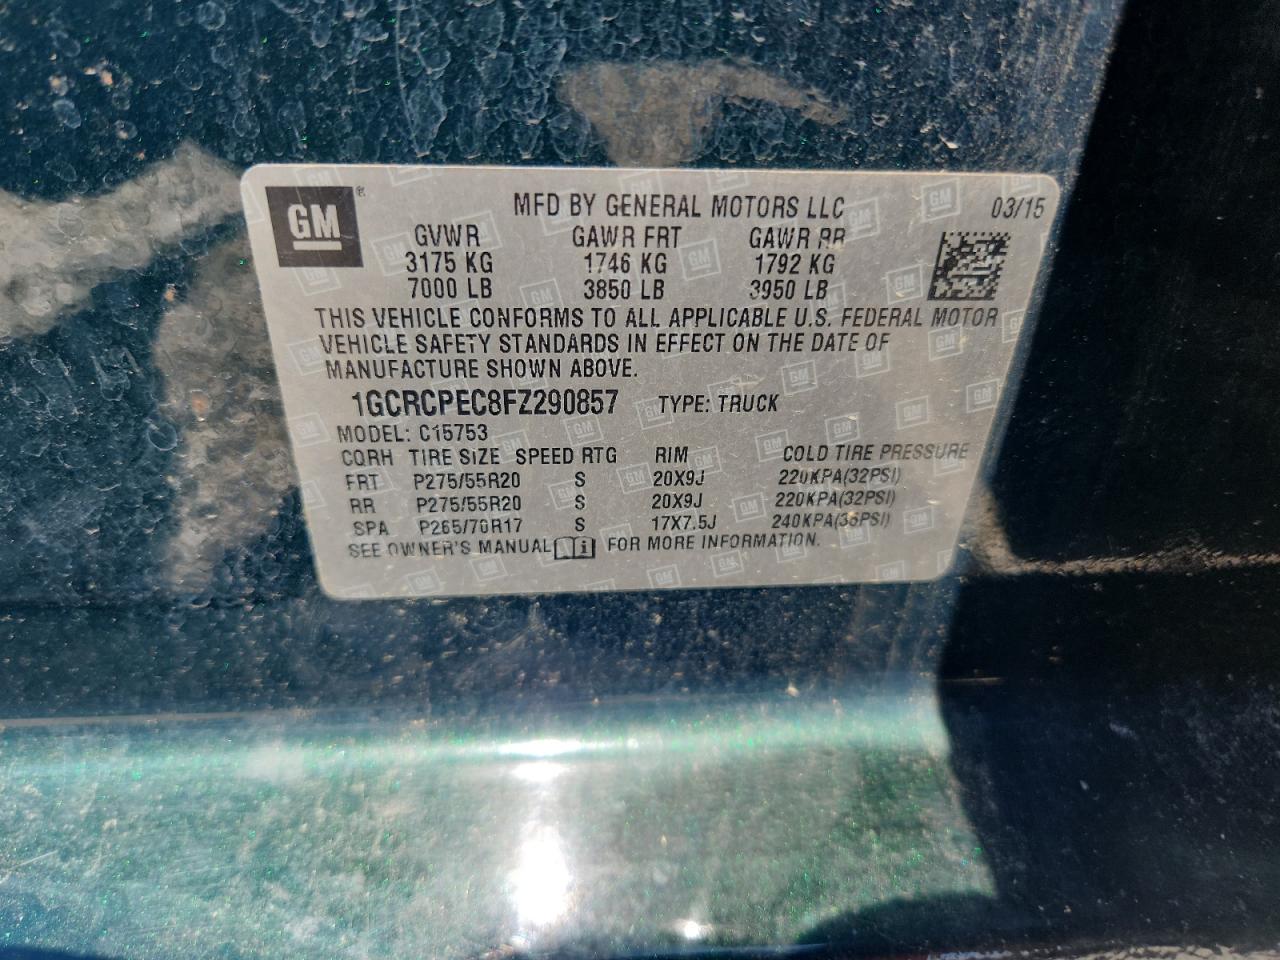 GM ®
MFD BY GENERAL MOTORS LLC 03/15
GVWR GAWR FRT GAWR RR
3175 KG 1746 KG 1792 KG
7000 LB 3850 LB 3950 LB
THIS VEHICLE CONFORMS TO ALL APPLICABLE U.S. FEDERAL MOTOR
VEHICLE SAFETY STANDARDS IN EFFECT ON THE DATE OF
MANUFACTURE SHOWN ABOVE.
1GCRCPEC8FZ290857 TYPE: TRUCK
MODEL: C15753
CQRH TIRE SIZE SPEED RTG RIM COLD TIRE PRESSURE
FRT P275/55R20 S 20X9J 220KPA(32PSI)
RR P275/55R20 S 20X9J 220KPA(32PSI)
SPA P265/70R17 S 17X7.5J 240KPA(35PSI)
SEE OWNER'S MANUAL i FOR MORE INFORMATION.